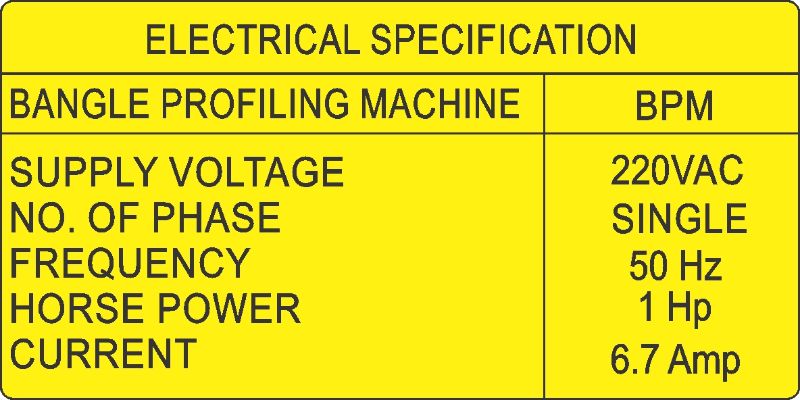 ELECTRICAL SPECIFICATION
BANGLE PROFILING MACHINE BPM
SUPPLY VOLTAGE 220VAC
NO. OF PHASE SINGLE
FREQUENCY 50 Hz
HORSE POWER 1 Hp
CURRENT 6.7 Amp